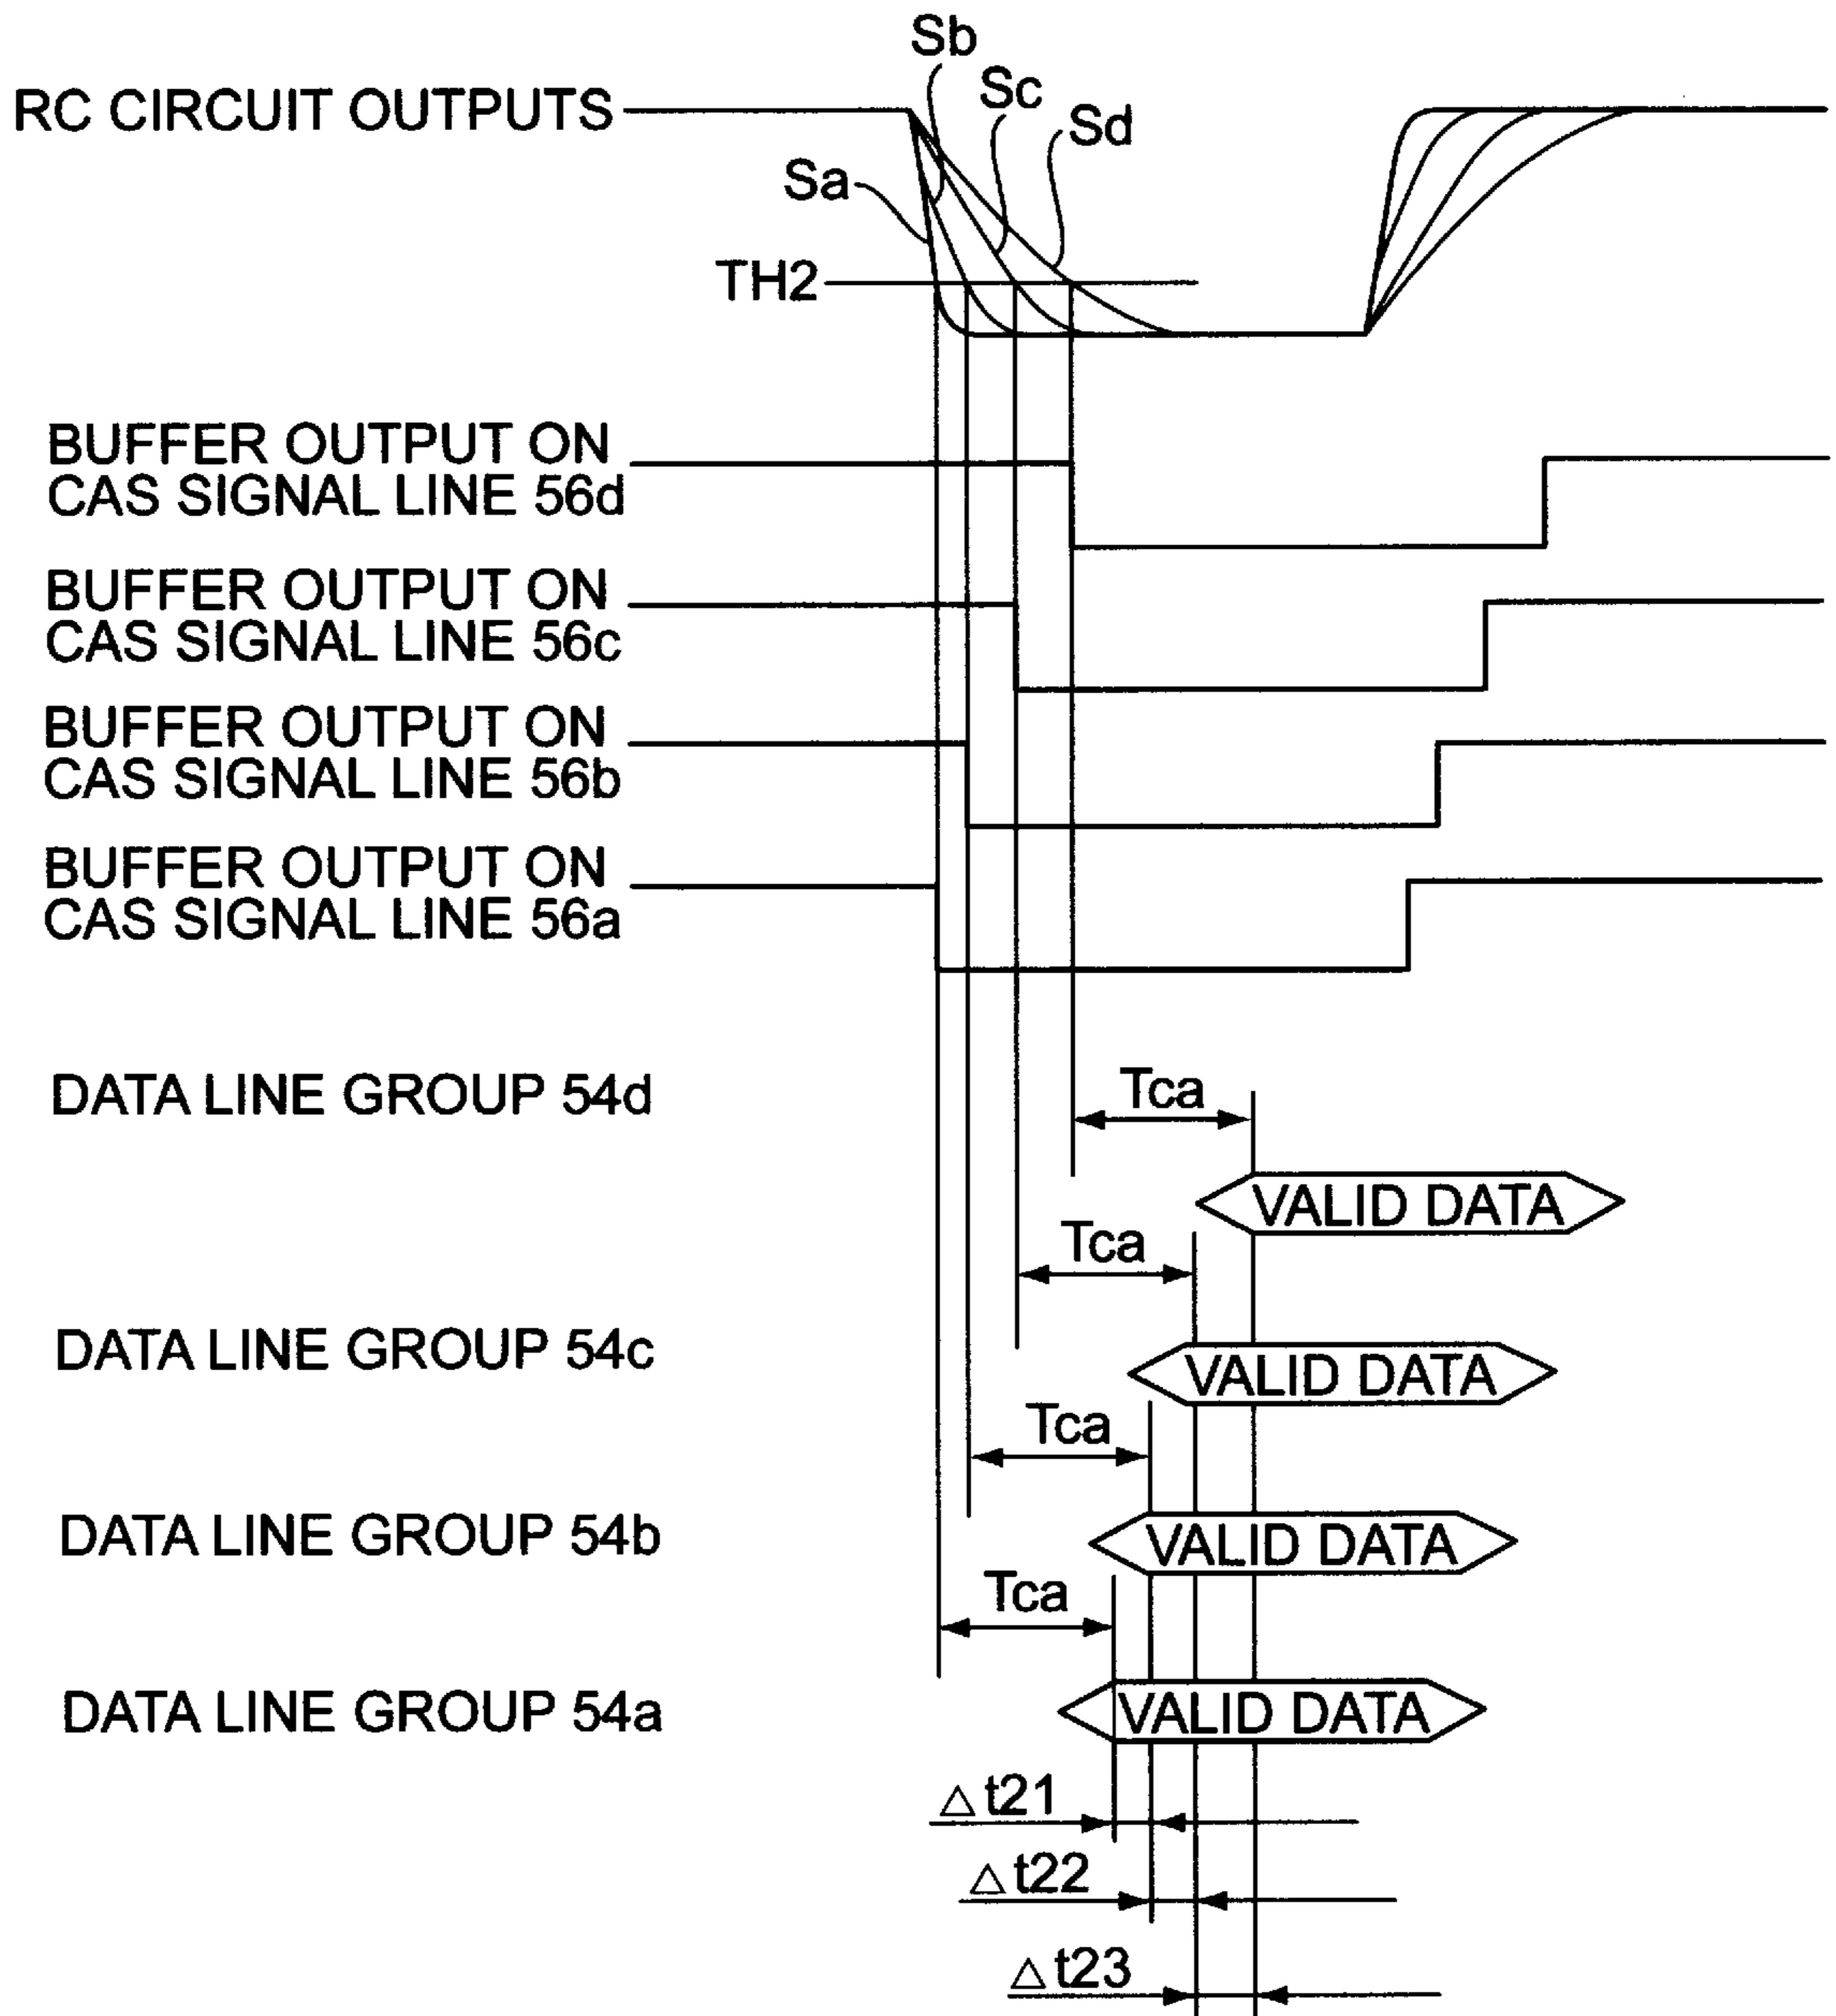 Sb
Sc
RC CIRCUIT OUTPUTS
Sd
Sa
TH2
BUFFER OUTPUT ON
CAS SIGNAL LINE 56d
BUFFER OUTPUT ON
CAS SIGNAL LINE 56c
BUFFER OUTPUT ON
CAS SIGNAL LINE 56b
BUFFER OUTPUT ON
CAS SIGNAL LINE 56a
DATA LINE GROUP 54d
Tca
VALID DATA
Tca
DATA LINE GROUP 54c
VALID DATA
Tca
DATA LINE GROUP 54b
VALID DATA
Tca
DATA LINE GROUP 54a
VALID DATA
△t21
△t22
△t23